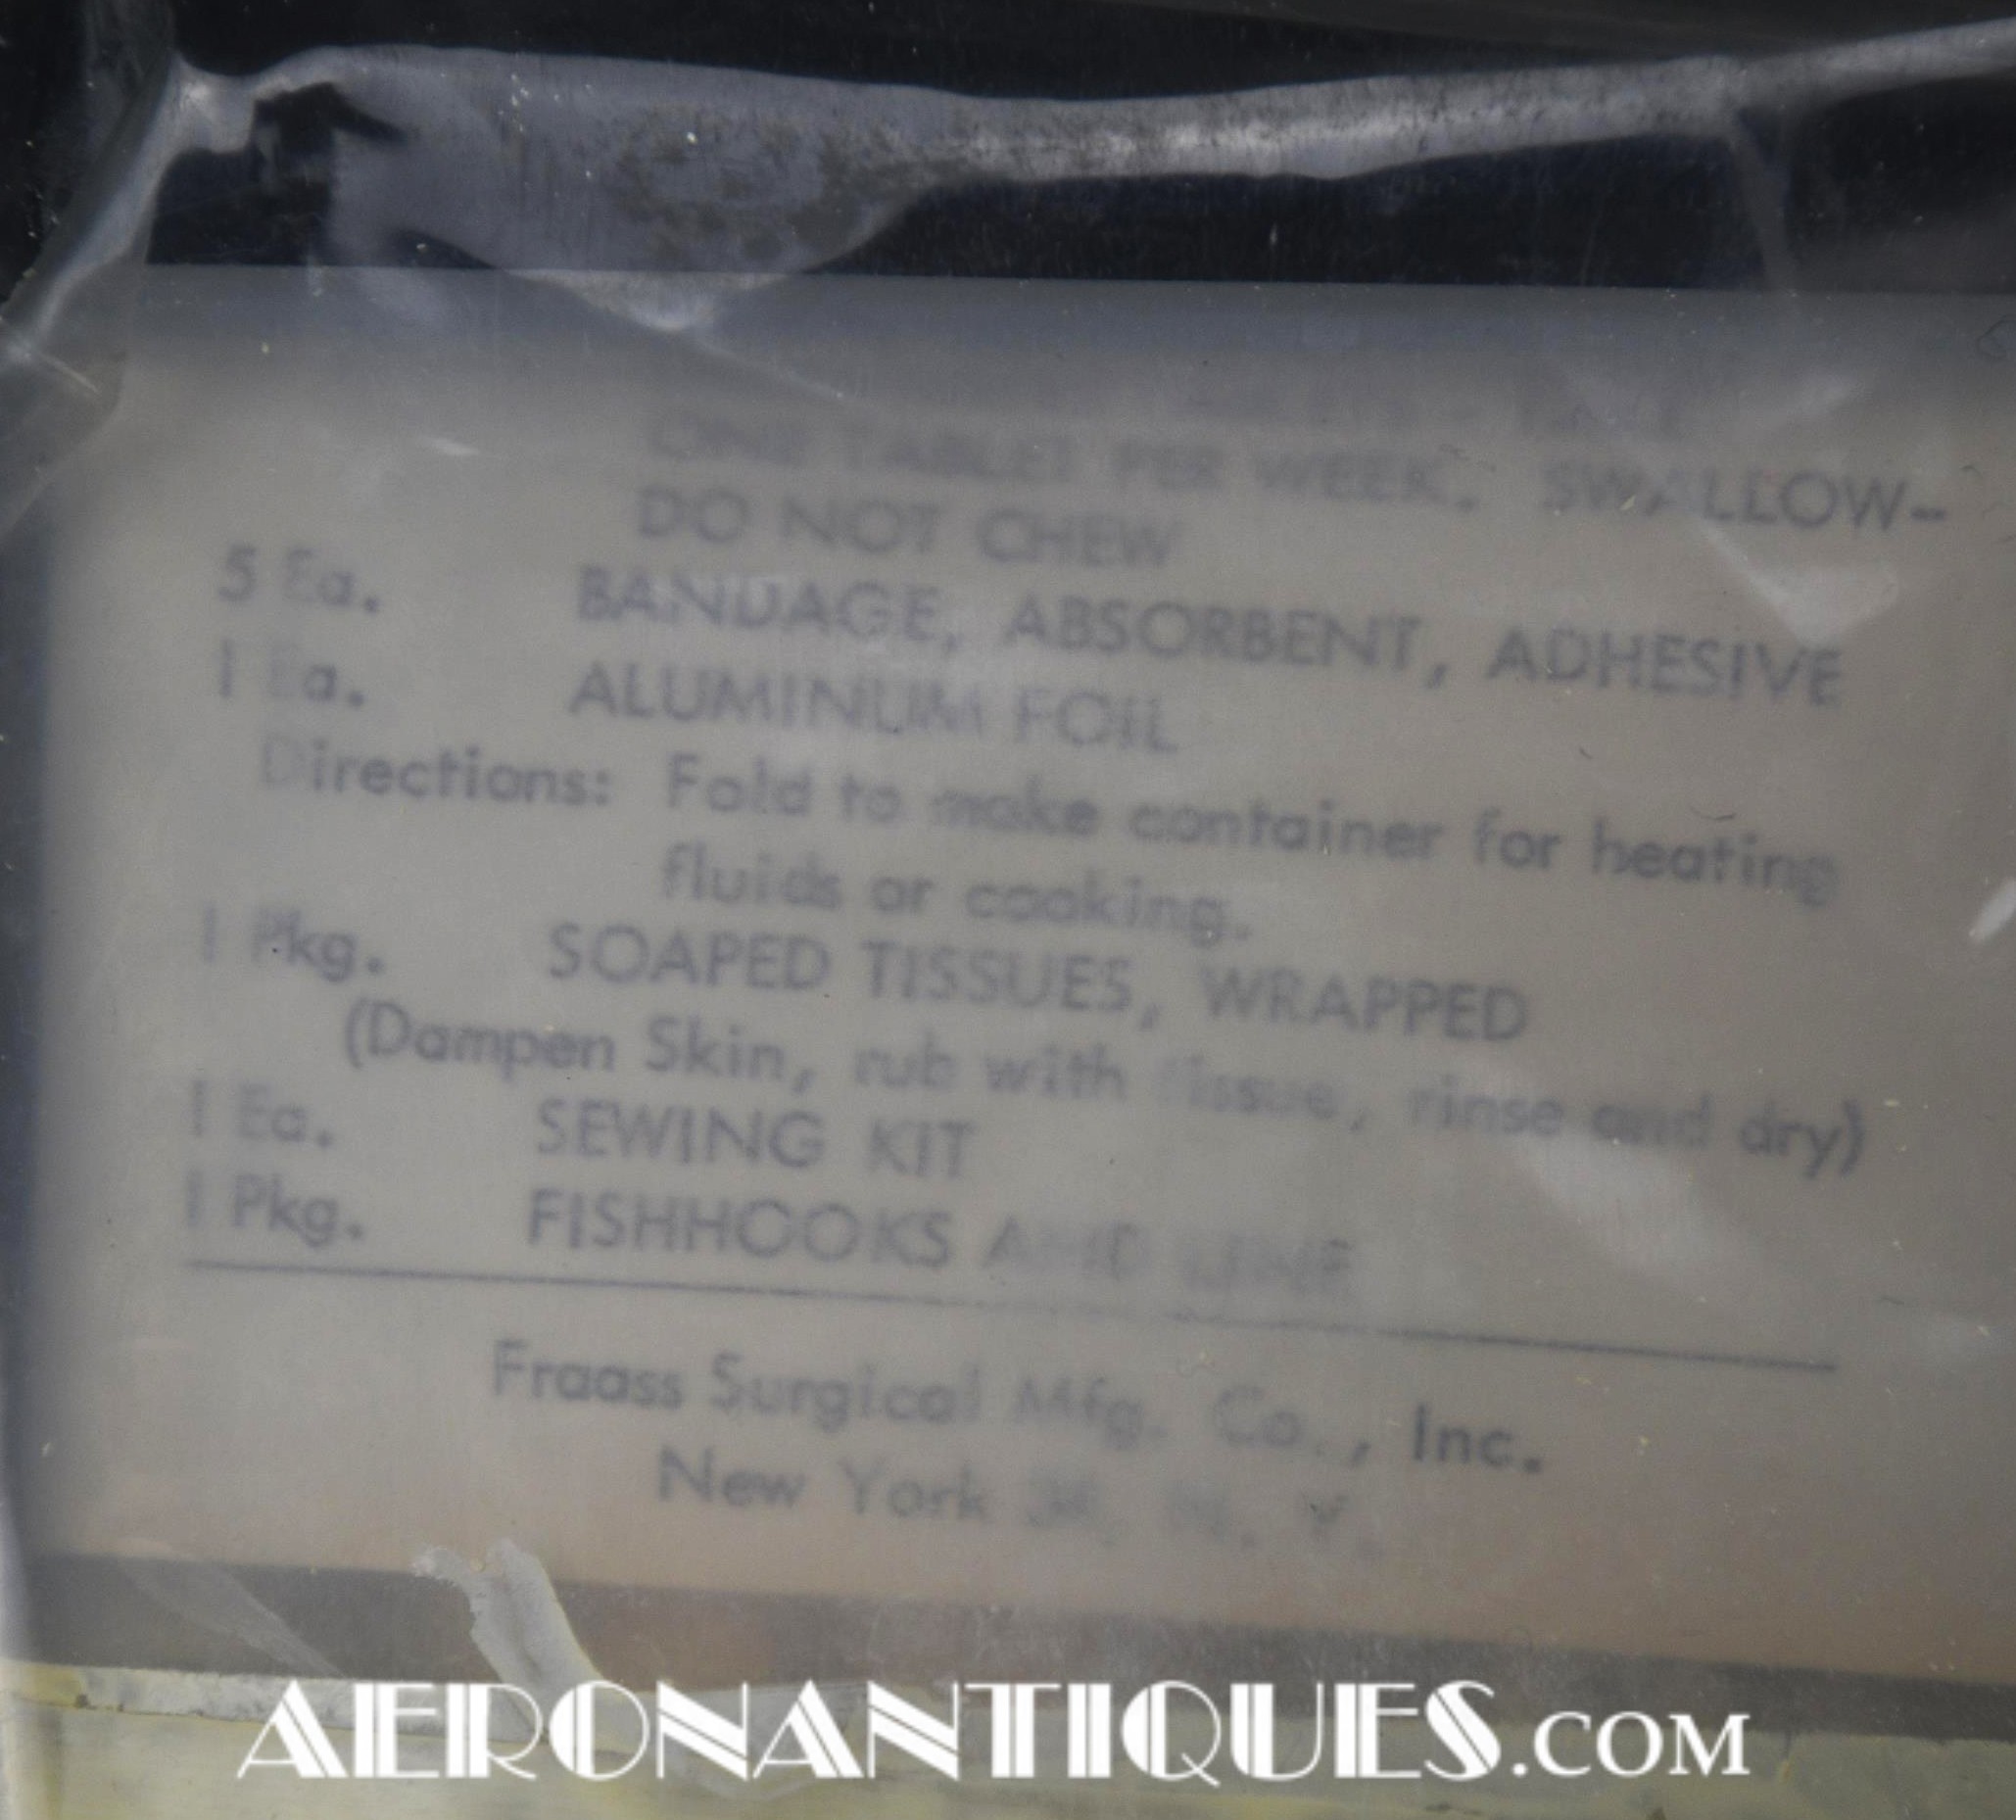 ONE TABLET PER WEEK. SWALLOW-
DO NOT CHEW
5 Ea. BANDAGE, ABSORBENT, ADHESIVE
1 Ea. ALUMINUM FOIL
Directions: Fold to make container for heating
fluids or cooking.
1 Pkg. SOAPED TISSUES, WRAPPED
(Dampen Skin, rub with tissue, rinse and dry)
1 Ea. SEWING KIT
1 Pkg. FISHHOOKS AND LINE
Fraass Surgical Mfg. Co., Inc.
New York N. Y.
AERONANTIQUES.COM